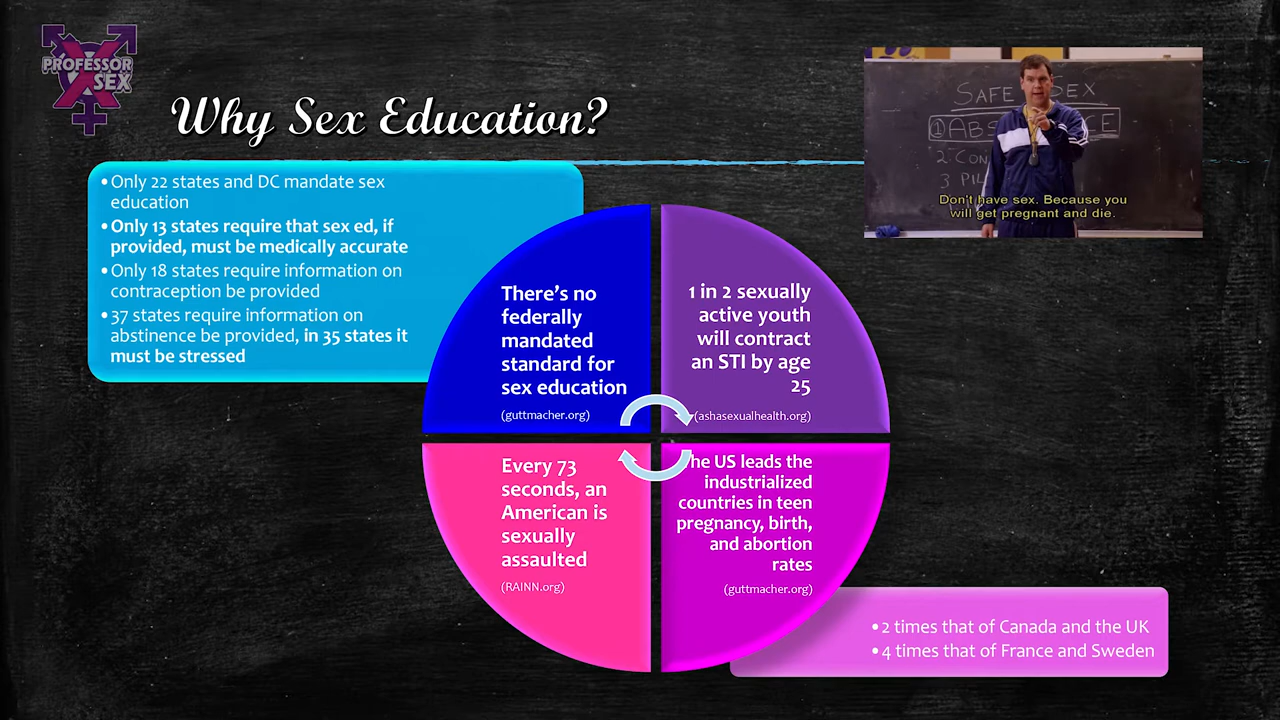 PROFESSOR
SEX
Why Sex Education?
•Only 22 states and DC mandate sex
education
•Only 13 states require that sex ed, if
provided, must be medically accurate
•Only 18 states require information on
contraception be provided
•37 states require information on
abstinence be provided, in 35 states it
must be stressed
There's no
federally
mandated
standard for
sex education
(guttmacher.org)
1 in 2 sexually
active youth
will contract
an STI by age
25
(ashasexualhealth.org)
Every 73
seconds, an
American is
sexually
assaulted
(RAINN.org)
he US leads the
industrialized
countries in teen
pregnancy, birth,
and abortion
rates
(guttmacher.org)
•2 times that of Canada and the UK
•4 times that of France and Sweden
SAFE SEX
Don't have sex. Because you
will get pregnant and die.